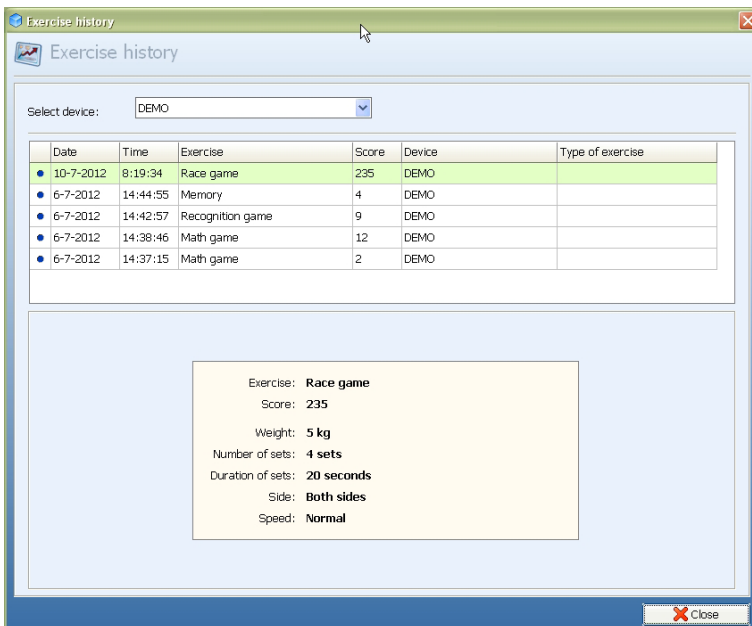 Exercise history
Exercise history
Select device: DEMO
Date Time Exercise Score Device Type of exercise
10-7-2012 8:19:34 Race game 235 DEMO
6-7-2012 14:44:55 Memory 4 DEMO
6-7-2012 14:42:57 Recognition game 9 DEMO
6-7-2012 14:38:46 Math game 12 DEMO
6-7-2012 14:37:15 Math game 2 DEMO
Exercise: Race game
Score: 235
Weight: 5 kg
Number of sets: 4 sets
Duration of sets: 20 seconds
Side: Both sides
Speed: Normal
Close